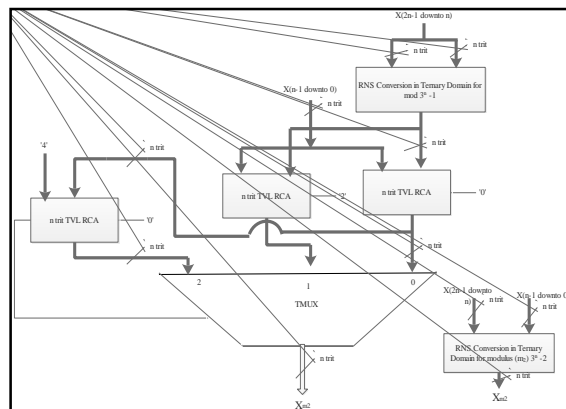 X(2n-1 downto n)
n trit
n trit
X(n-1 downto 0)
n trit
RNS Conversion in Ternary
Domain for
mod 3ⁿ -1
n trit
n trit
'4'
n trit TVL RCA
'2'
n trit TVL RCA
'0'
n trit TVL RCA
'0'
n trit
n trit
2
1
0
TMUX
X(2n-1 downto
n)
X(n-1 downto 0
n trit
n trit
RNS Conversion in Ternary
Domain for modulus (m₂) 3ⁿ -2
n trit
n trit
Xm2
Xm2